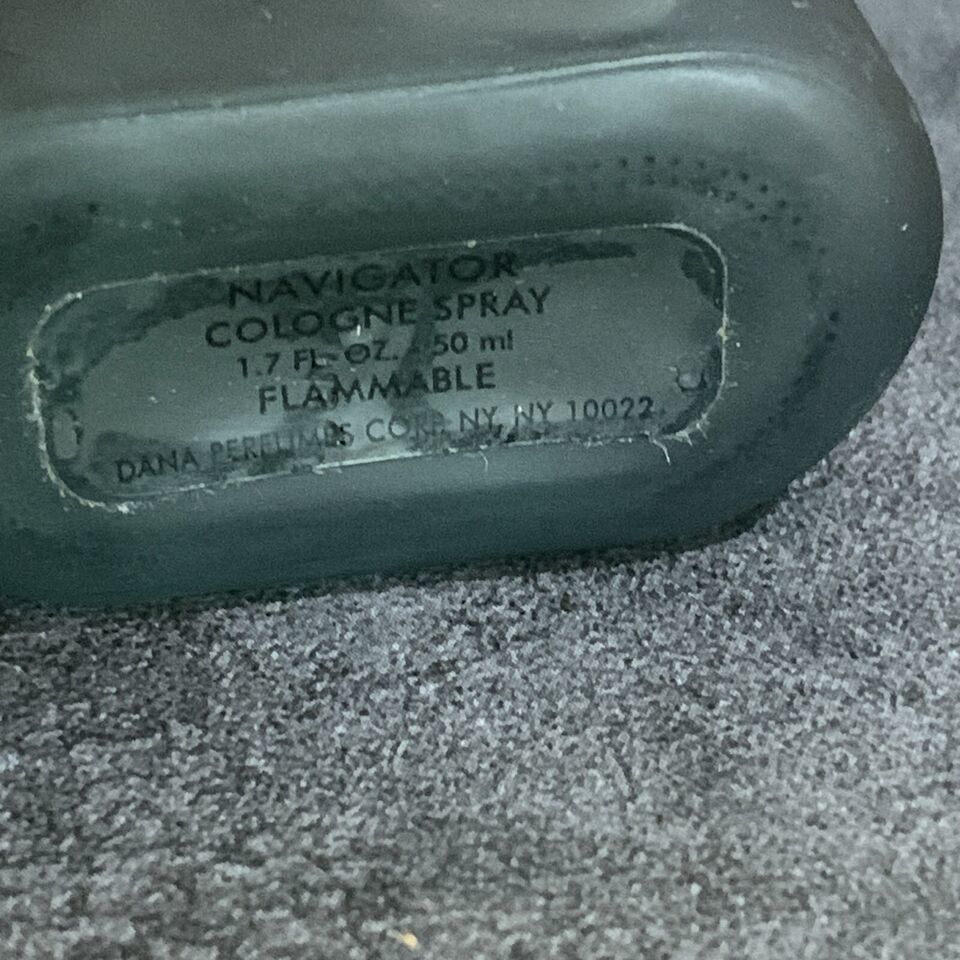 NAVIGATOR
COLOGNE SPRAY
1.7 FL. OZ. 50 ml
FLAMMABLE
DANA PERFUMES CORP. NY, NY 10022